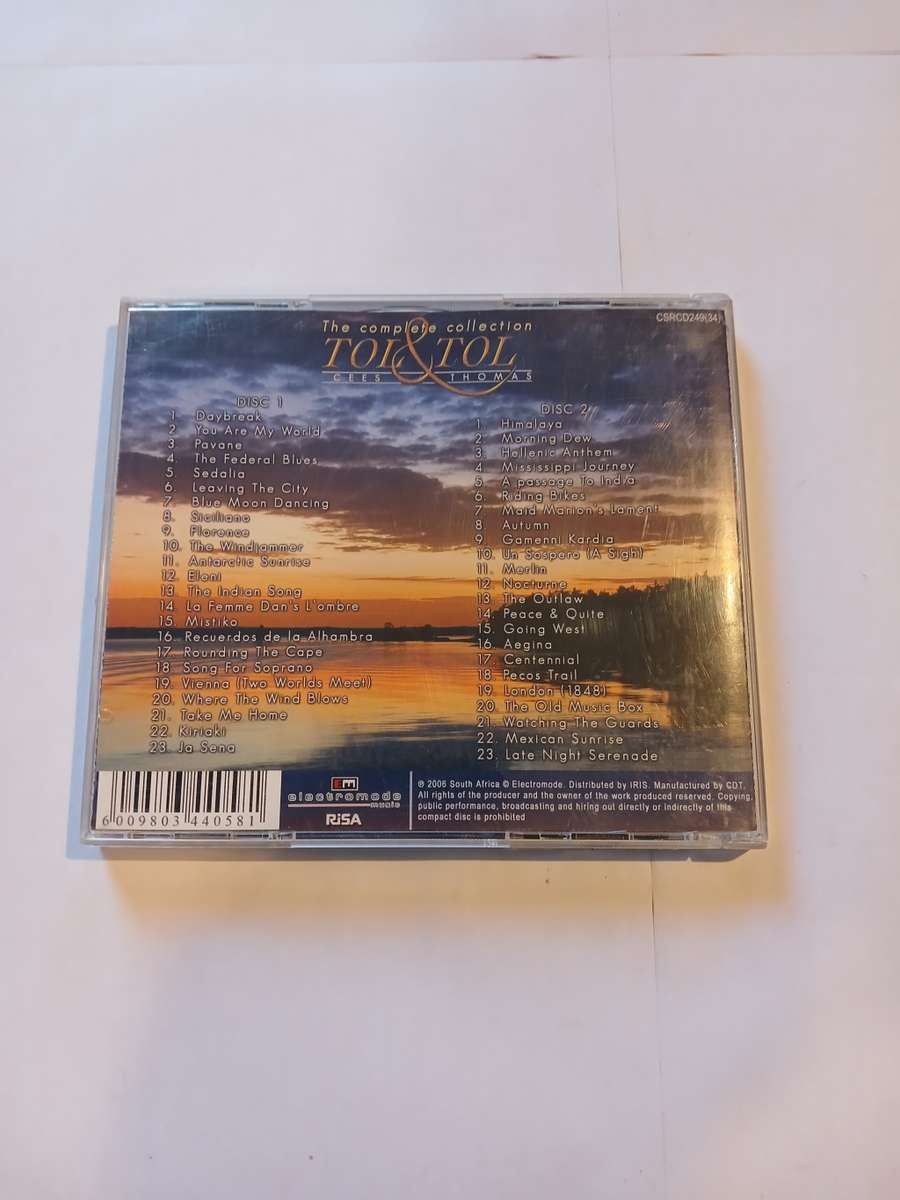 The complete collection
CSRCD249(34)
TOL & TOL
CEES THOMAS
DISC 1
1. Daybreak
2 You Are My World
3. Pavane
4. The Federal Blues
5. Sedalia
6. Leaving The City
7. Blue Moon Dancing
8. Siciliano
9. Florence
10. The Windjammer
11. Antarctic Sunrise
12. Eleni
13. The Indian Song
14 La Femme Dan's L'ombre
15. Mistiko
16. Recuerdos de la Alhambra
17. Rounding The Cape
18. Song For Soprano
19. Vienna (Two Worlds Meet)
20. Where The Wind Blows
21. Take Me Home
22. Kiriaki
23. Ja Sena
DISC 2
1. Himalaya
2. Morning Dew
3. Hellenic Anthem
4. Mississippi Journey
5. A passage To India
6. Riding Bikes
7. Maid Marion's Lament
8. Autumn
9. Gamenni Kardia
10. Un Sospero (A Sigh)
11. Merlin
12. Nocturne
13. The Outlaw
14. Peace & Quite
15. Going West
16. Aegina
17. Centennial
18. Pecos Trail
19. London (1848)
20. The Old Music Box
21. Watching The Guards
22. Mexican Sunrise
23. Late Night Serenade
6 009803 440581
EM
electromode
music
RiSA
℗ 2006 South Africa © Electromode. Distributed by IRIS. Manufactured by CDT.
All rights of the producer and the owner of the work produced reserved. Copying,
public performance, broadcasting and hiring out directly or indirectly of this
compact disc is prohibited